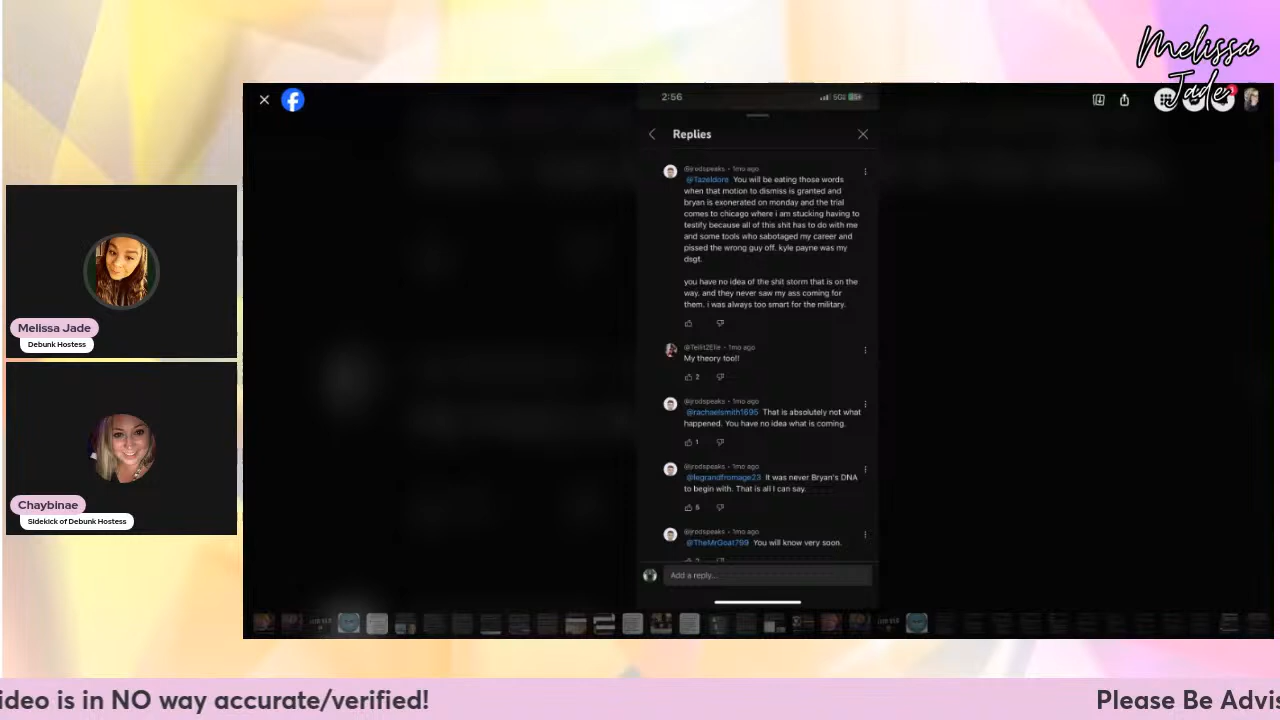 Melissa
Jade
2:56
5G
Replies
@jrodspeaks • 1mo ago
@Tazeldore You will be eating those words
when that motion to dismiss is granted and
bryan is exonerated on monday and the trial
comes to chicago where i am stucking having to
testify because all of this shit has to do with me
and some tools who sabotaged my career and
pissed the wrong guy off. kyle payne was my
dsgt.
you have no idea of the shit storm that is on the
way. and they never saw my ass coming for
them. i was always too smart for the military.
@TellitZElle • 1mo ago
My theory too!!
2
@jrodspeaks • 1mo ago
@rachaelsmith1695 That is absolutely not what
happened. You have no idea what is coming.
1
@jrodspeaks • 1mo ago
@legrandfromage23 It was never Bryan's DNA
to begin with. That is all I can say.
5
@jrodspeaks • 1mo ago
@TheMrGoat799 You will know very soon.
Add a reply...
Melissa Jade
Debunk Hostess
Chaybinae
Sidekick of Debunk Hostess
ideo is in NO way accurate/verified!
Please Be Advis